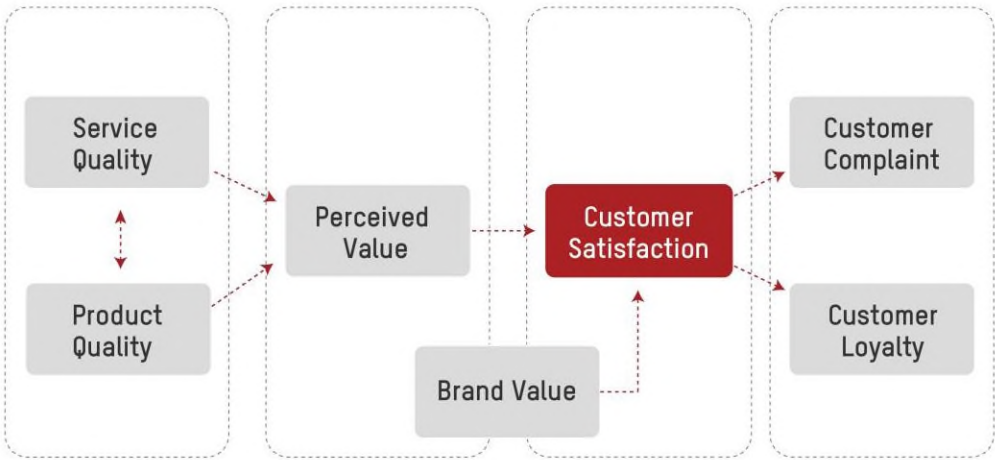 Service
Quality
Product
Quality
Perceived
Value
Brand Value
Customer
Satisfaction
Customer
Complaint
Customer
Loyalty